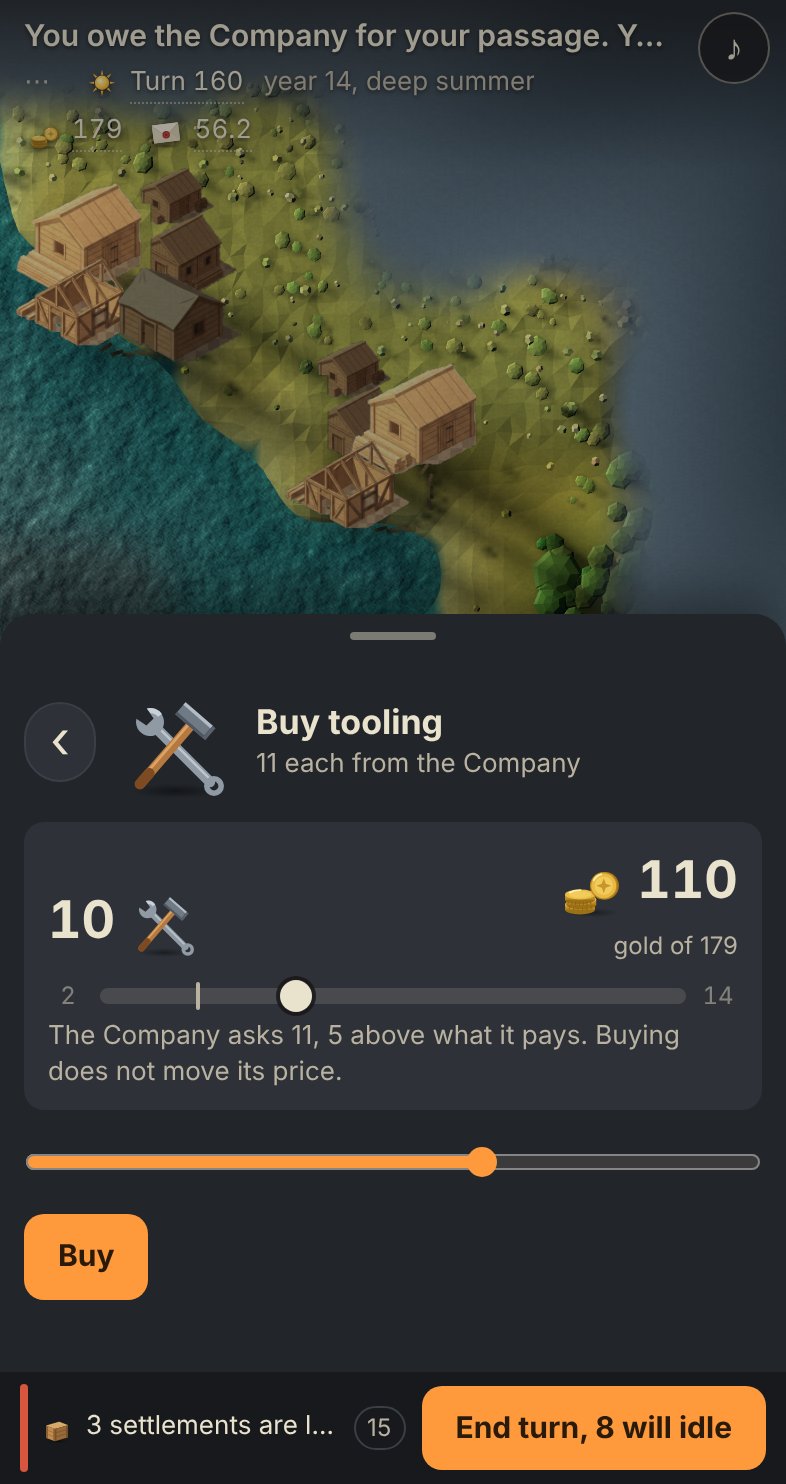 You owe the Company for your passage. Y...
... Turn 160 year 14, deep summer
179 56.2
Buy tooling
11 each from the Company
10 110
gold of 179
2 14
The Company asks 11, 5 above what it pays. Buying
does not move its price.
Buy
3 settlements are l... 15 End turn, 8 will idle